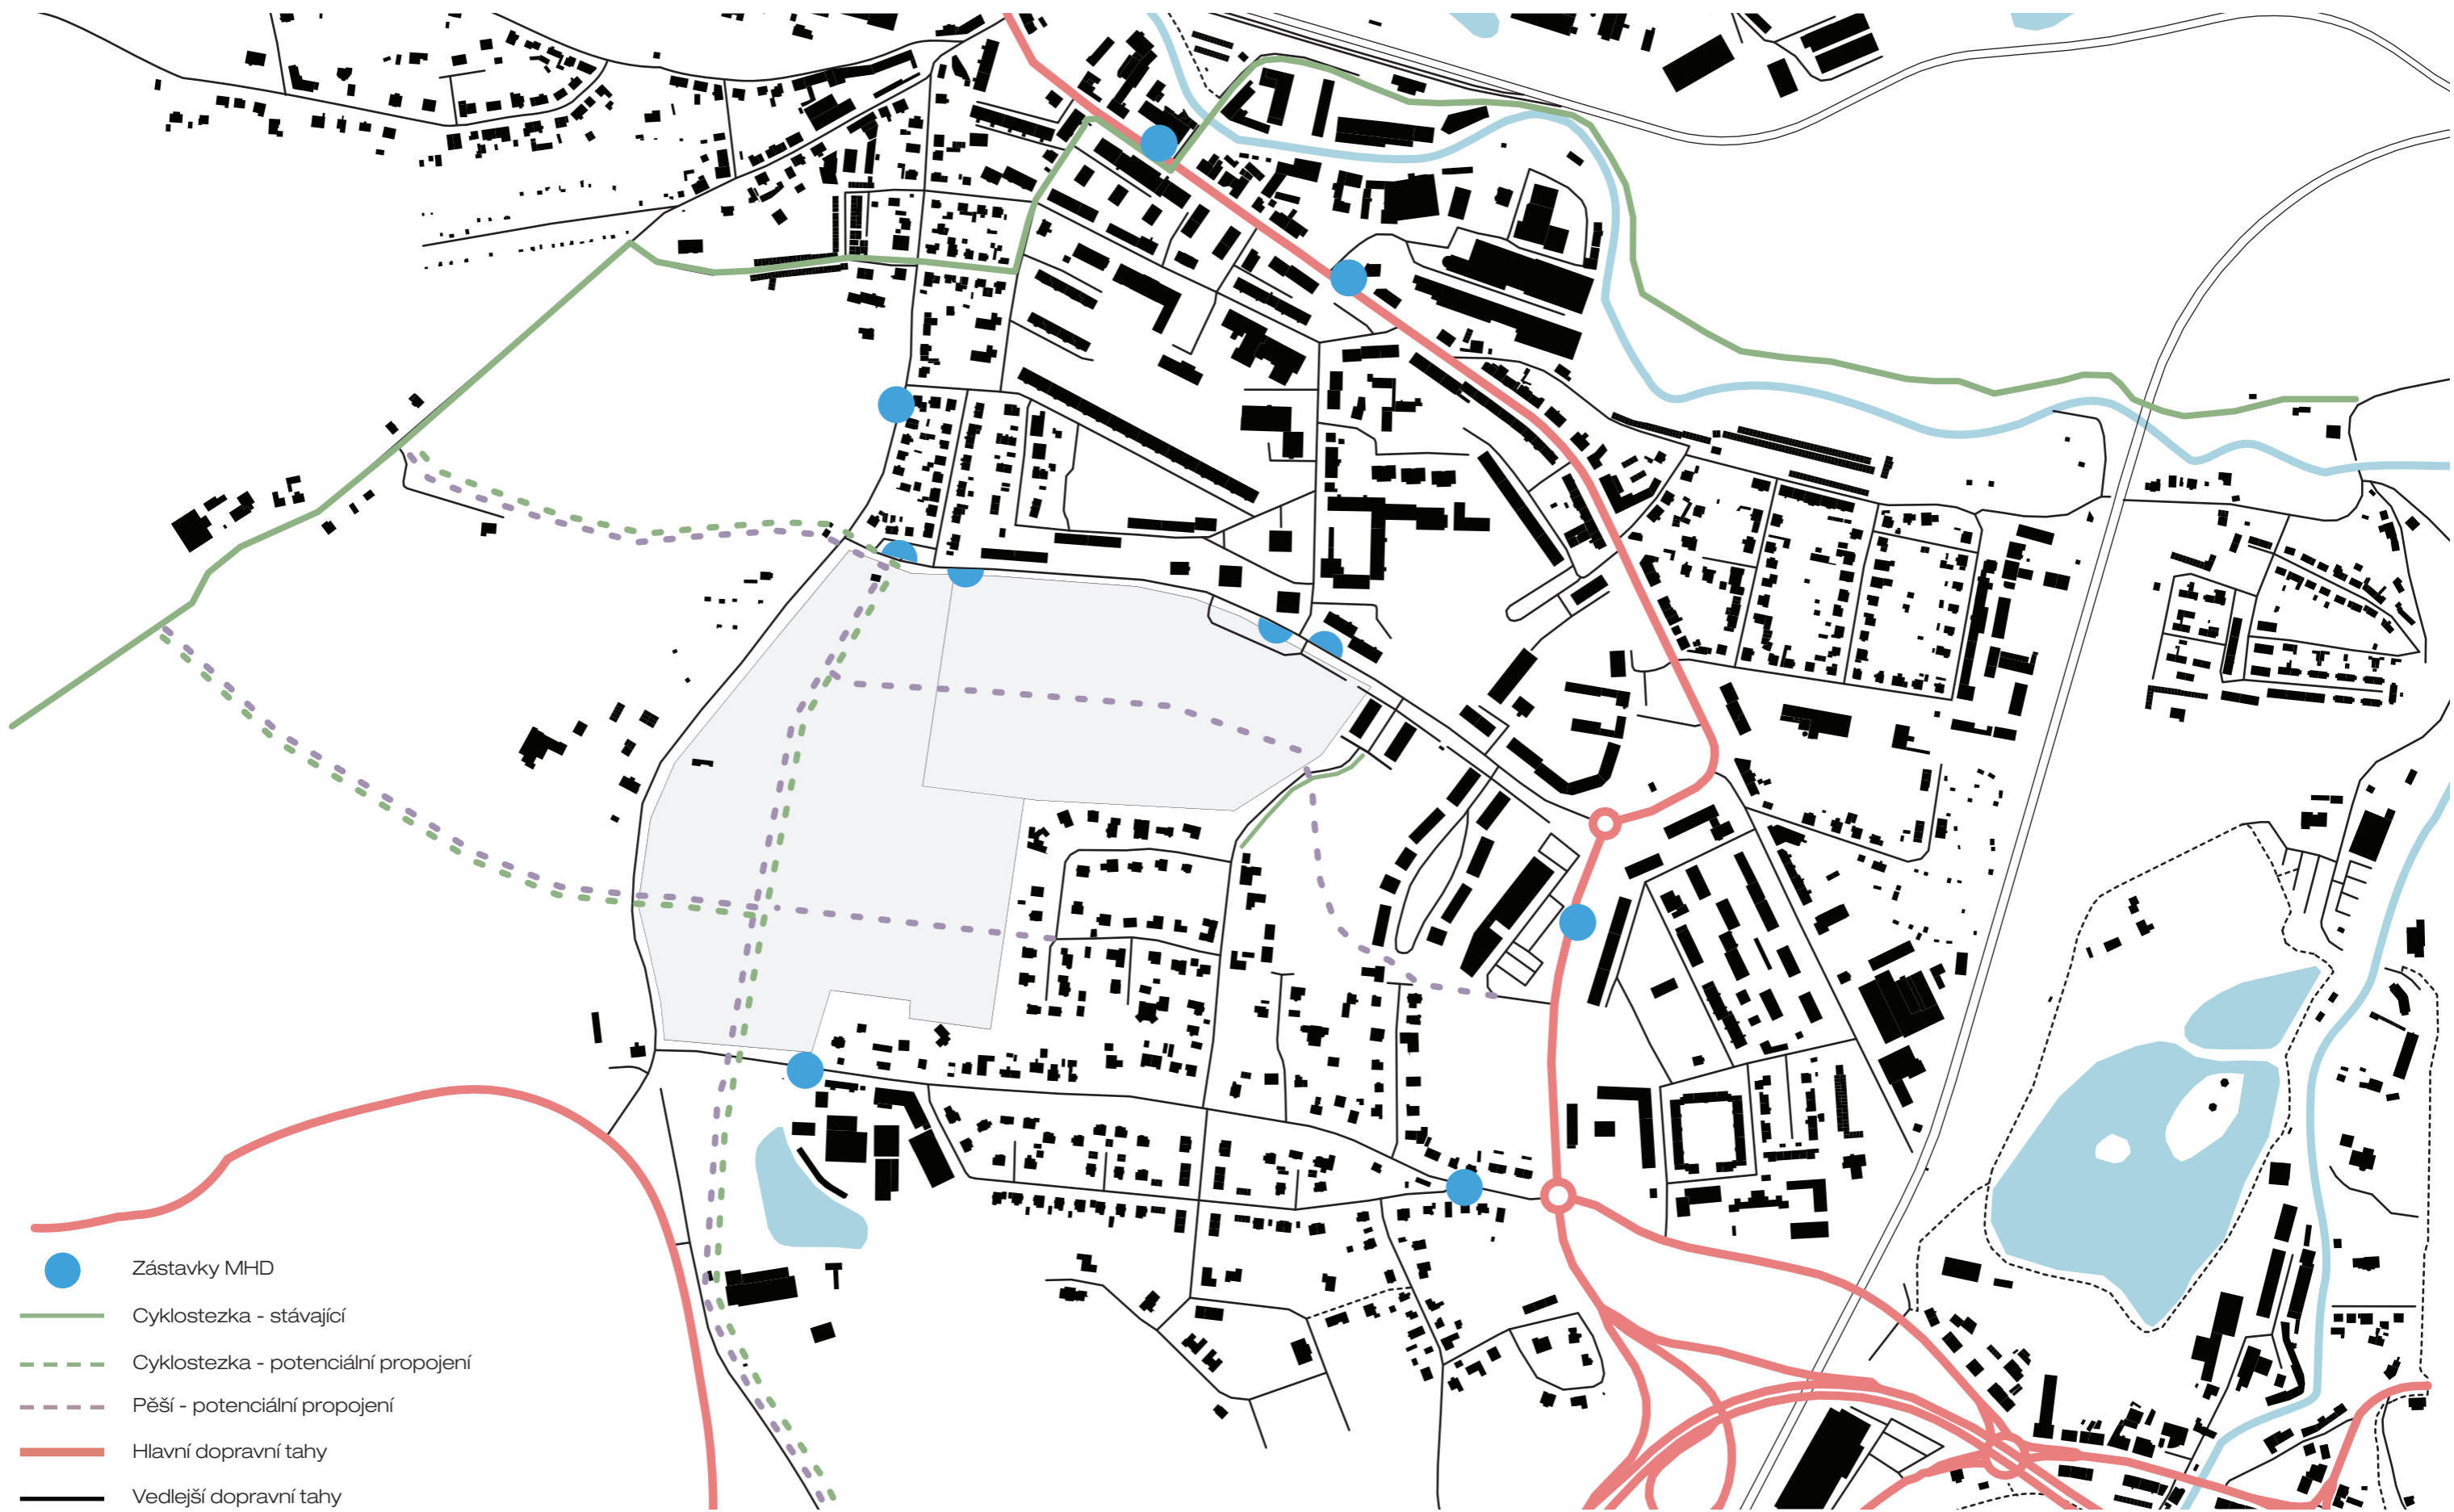 Zástavky MHD
Cyklostezka - stávající
Cyklostezka - potenciální propojení
Pěší - potenciální propojení
Hlavní dopravní tahy
Vedlejší dopravní tahy